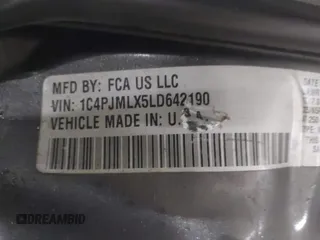 MFD BY: FCA US LLC
VIN: 1C4PJMLX5LD642190
VEHICLE MADE IN: U.
DREAMBID